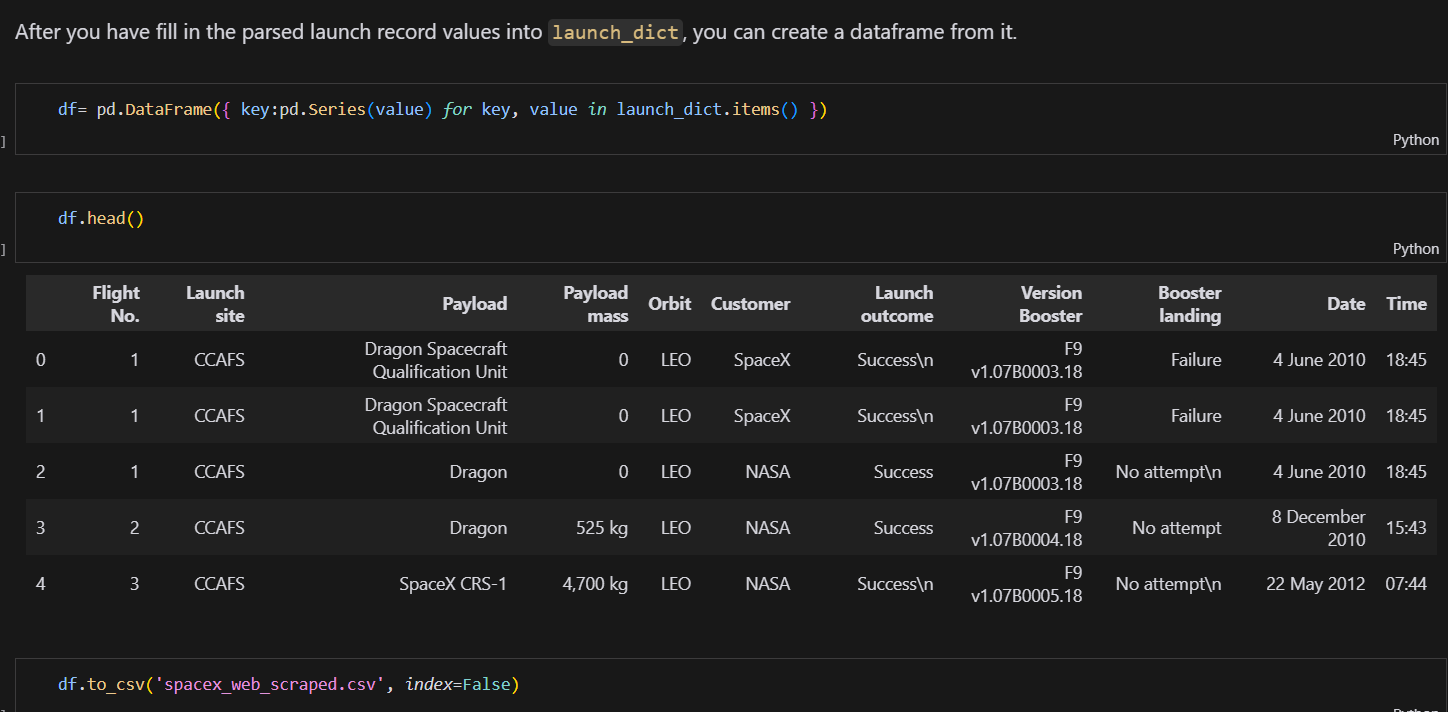 After you have fill in the parsed launch record values into launch_dict, you can create a dataframe from it.
df= pd.DataFrame({ key:pd.Series(value) for key, value in launch_dict.items() })
]
Python
df.head()
]
Python
Flight No. Launch site Payload Payload mass Orbit Customer Launch outcome Version Booster Booster landing Date Time
0 1 CCAFS Dragon Spacecraft Qualification Unit 0 LEO SpaceX Success\n F9 v1.07B0003.18 Failure 4 June 2010 18:45
1 1 CCAFS Dragon Spacecraft Qualification Unit 0 LEO SpaceX Success\n F9 v1.07B0003.18 Failure 4 June 2010 18:45
2 1 CCAFS Dragon 0 LEO NASA Success F9 v1.07B0003.18 No attempt\n 4 June 2010 18:45
3 2 CCAFS Dragon 525 kg LEO NASA Success F9 v1.07B0004.18 No attempt 8 December 2010 15:43
4 3 CCAFS SpaceX CRS-1 4,700 kg LEO NASA Success\n F9 v1.07B0005.18 No attempt\n 22 May 2012 07:44
df.to_csv('spacex_web_scraped.csv', index=False)
Python